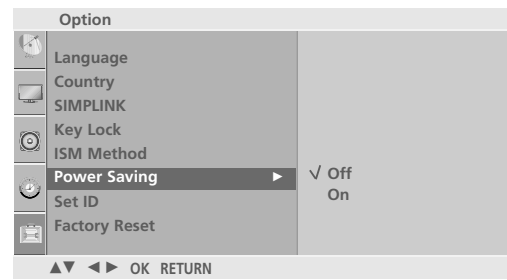 Option
Language
Country
SIMPLINK
Key Lock
ISM Method
Power Saving ►
√ Off
On
Set ID
Factory Reset
▲▼ ◄► OK RETURN